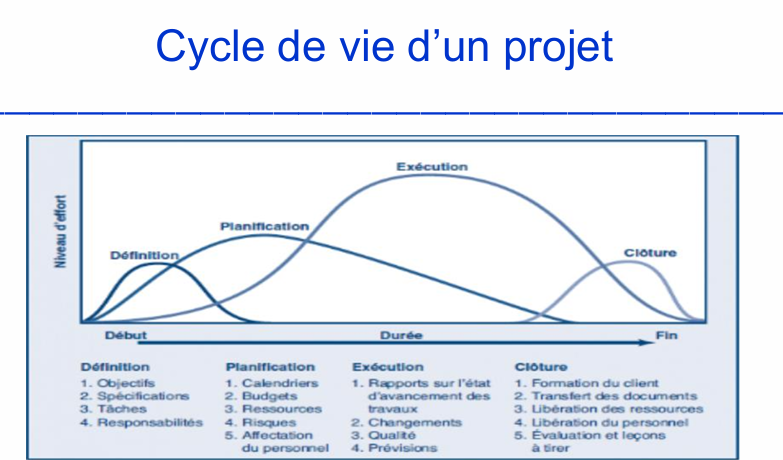 Cycle de vie d’un projet
Niveau d'effort
Exécution
Planification
Définition
Clôture
Début
Durée
Fin
Définition
1. Objectifs
2. Spécifications
3. Tâches
4. Responsabilités
Planification
1. Calendriers
2. Budgets
3. Ressources
4. Risques
5. Affectation
du personnel
Exécution
1. Rapports sur l'état
d'avancement des
travaux
2. Changements
3. Qualité
4. Prévisions
Clôture
1. Formation du client
2. Transfert des documents
3. Libération des ressources
4. Libération du personnel
5. Évaluation et leçons
à tirer